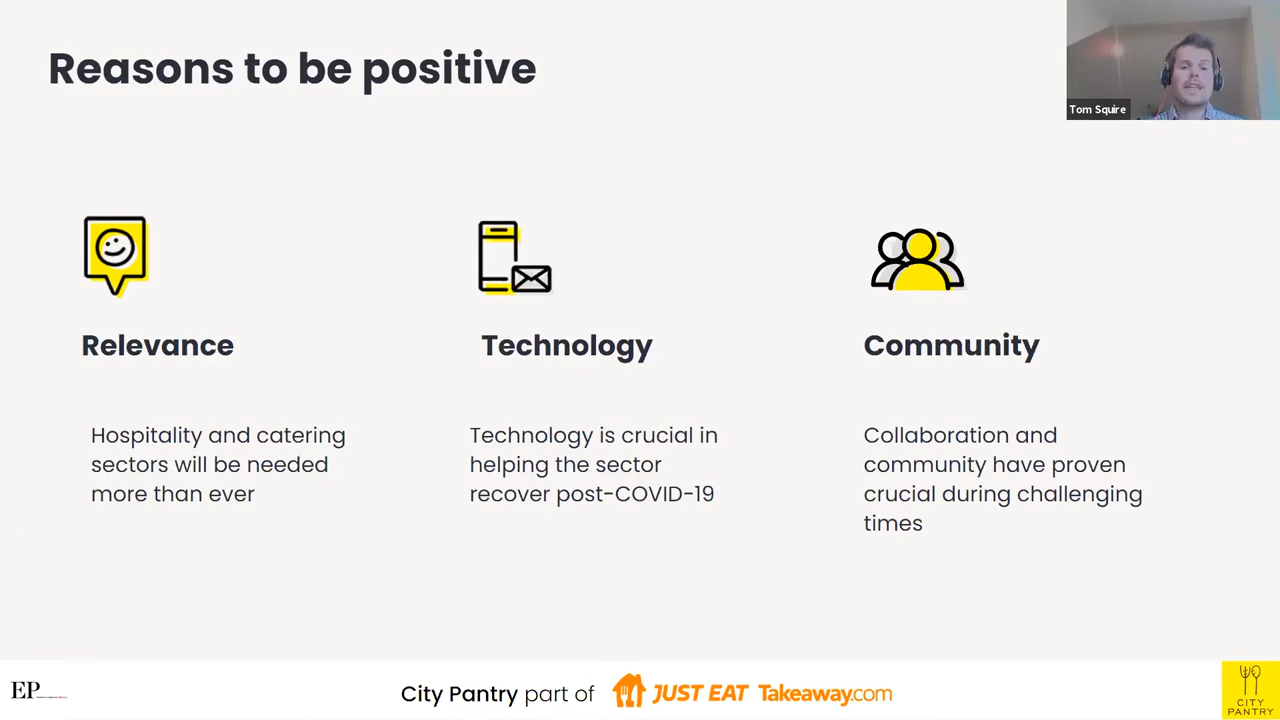 Reasons to be positive
Tom Squire
Relevance
Technology
Community
Hospitality and catering
sectors will be needed
more than ever
Technology is crucial in
helping the sector
recover post-COVID-19
Collaboration and
community have proven
crucial during challenging
times
EP
City Pantry part of JUST EAT Takeaway.com
CITY
PANTRY